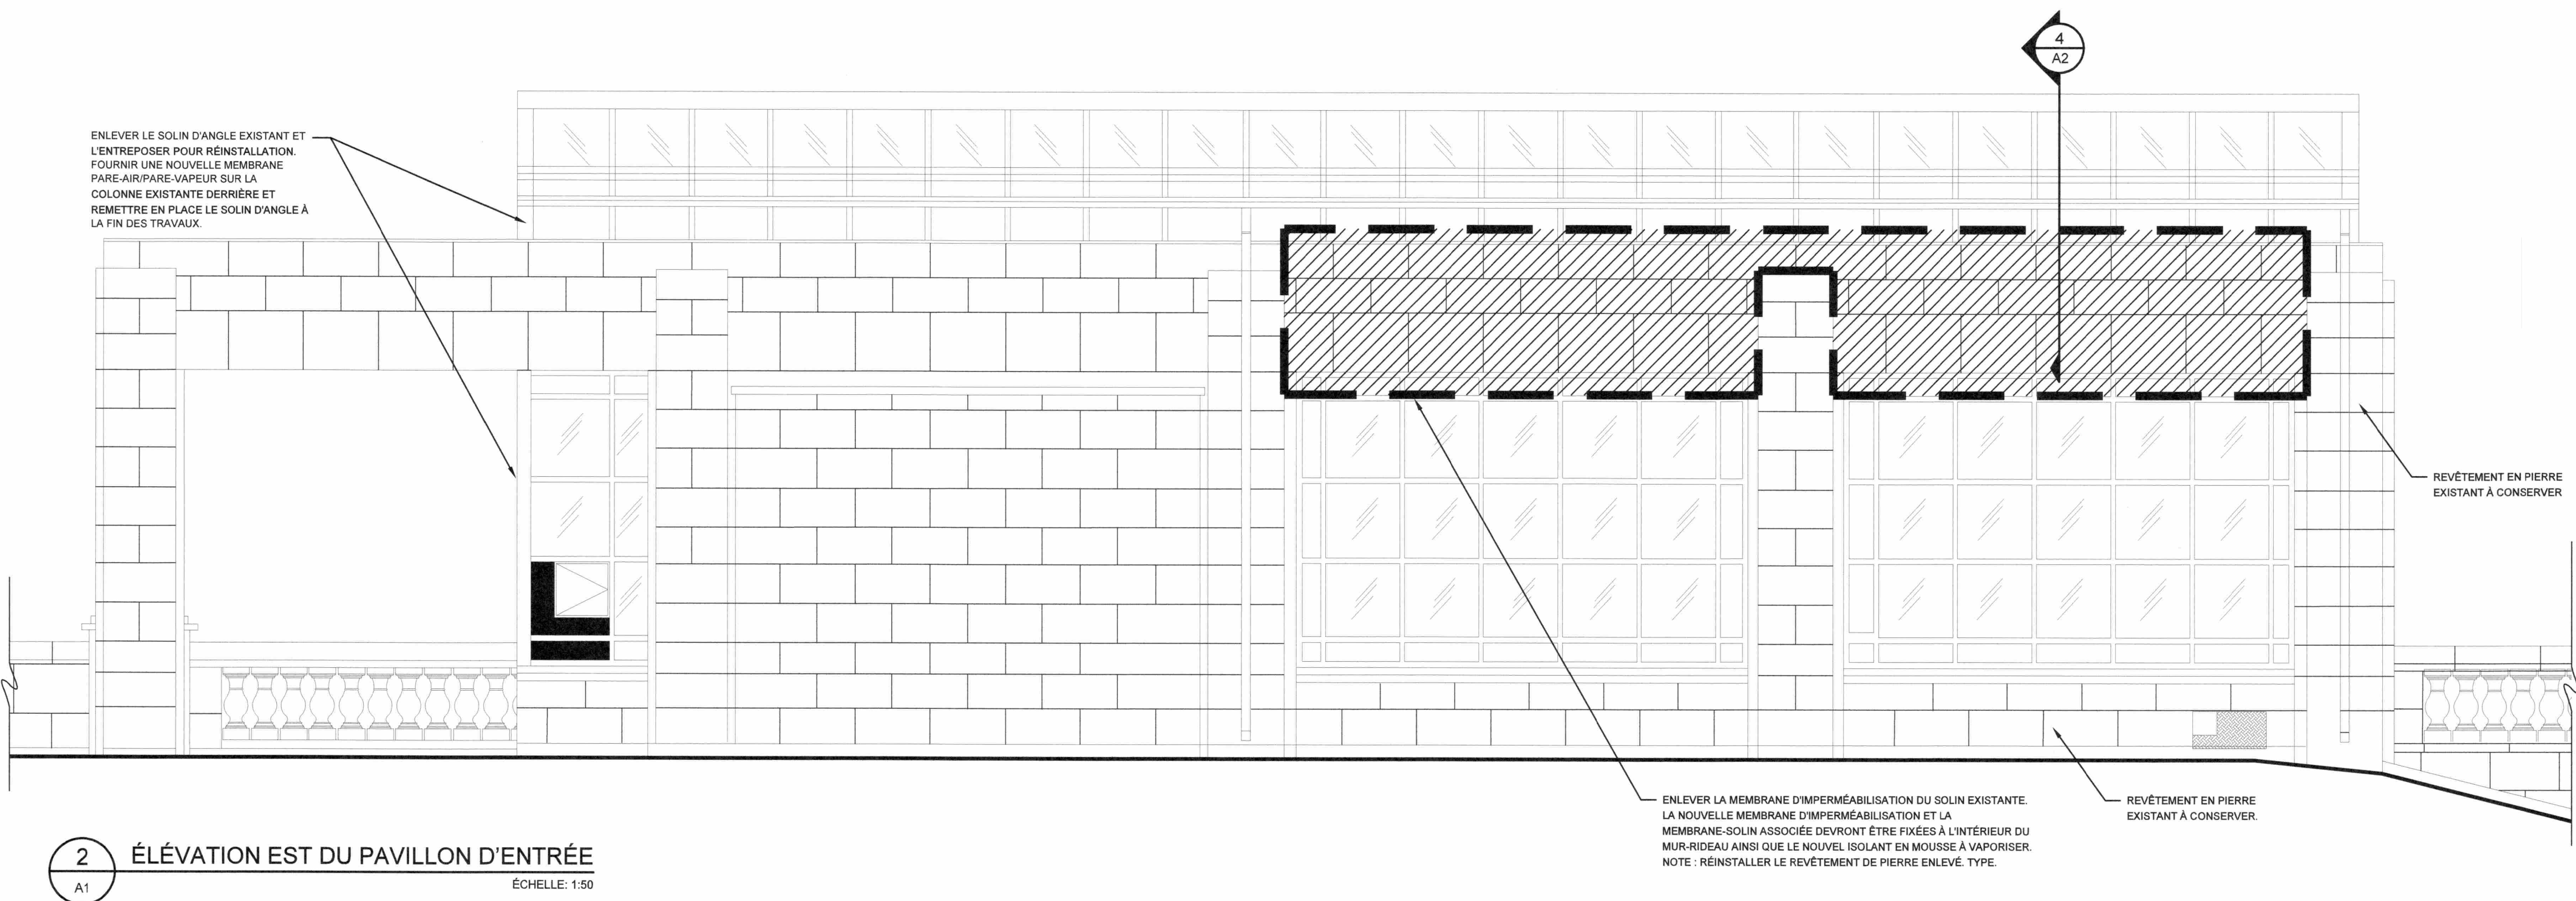 4
A2
ENLEVER LE SOLIN D'ANGLE EXISTANT ET
L'ENTREPOSER POUR RÉINSTALLATION.
FOURNIR UNE NOUVELLE MEMBRANE
PARE-AIR/PARE-VAPEUR SUR LA
COLONNE EXISTANTE DERRIÈRE ET
REMETTRE EN PLACE LE SOLIN D'ANGLE À
LA FIN DES TRAVAUX.
REVÊTEMENT EN PIERRE
EXISTANT À CONSERVER
ENLEVER LA MEMBRANE D'IMPERMÉABILISATION DU SOLIN EXISTANTE.
LA NOUVELLE MEMBRANE D'IMPERMÉABILISATION ET LA
MEMBRANE-SOLIN ASSOCIÉE DEVRONT ÊTRE FIXÉES À L'INTÉRIEUR DU
MUR-RIDEAU AINSI QUE LE NOUVEL ISOLANT EN MOUSSE À VAPORISER.
NOTE : RÉINSTALLER LE REVÊTEMENT DE PIERRE ENLEVÉ. TYPE.
REVÊTEMENT EN PIERRE
EXISTANT À CONSERVER.
2
A1
ÉLÉVATION EST DU PAVILLON D'ENTRÉE
ÉCHELLE: 1:50